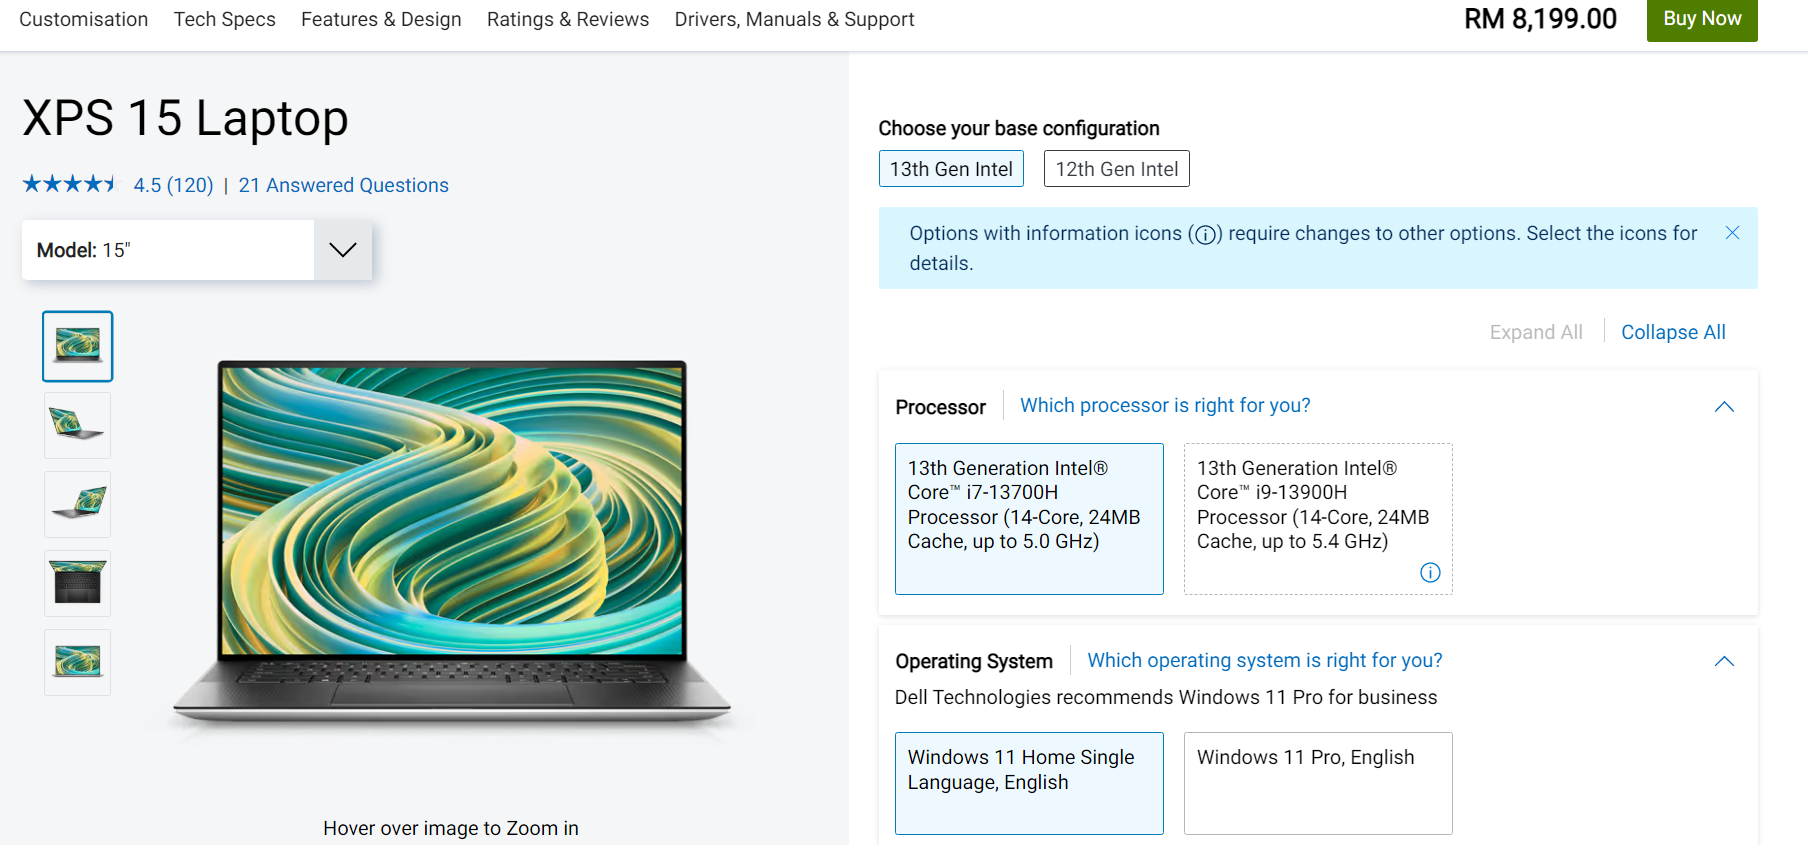 Customisation Tech Specs Features & Design Ratings & Reviews Drivers, Manuals & Support RM 8,199.00 Buy Now
XPS 15 Laptop
4.5 (120) | 21 Answered Questions
Model: 15"
Hover over image to Zoom in
Choose your base configuration
13th Gen Intel 12th Gen Intel
Options with information icons (ⓘ) require changes to other options. Select the icons for
details.
Expand All Collapse All
Processor Which processor is right for you?
13th Generation Intel®
Core™ i7-13700H
Processor (14-Core, 24MB
Cache, up to 5.0 GHz)
13th Generation Intel®
Core™ i9-13900H
Processor (14-Core, 24MB
Cache, up to 5.4 GHz)
Operating System Which operating system is right for you?
Dell Technologies recommends Windows 11 Pro for business
Windows 11 Home Single
Language, English
Windows 11 Pro, English